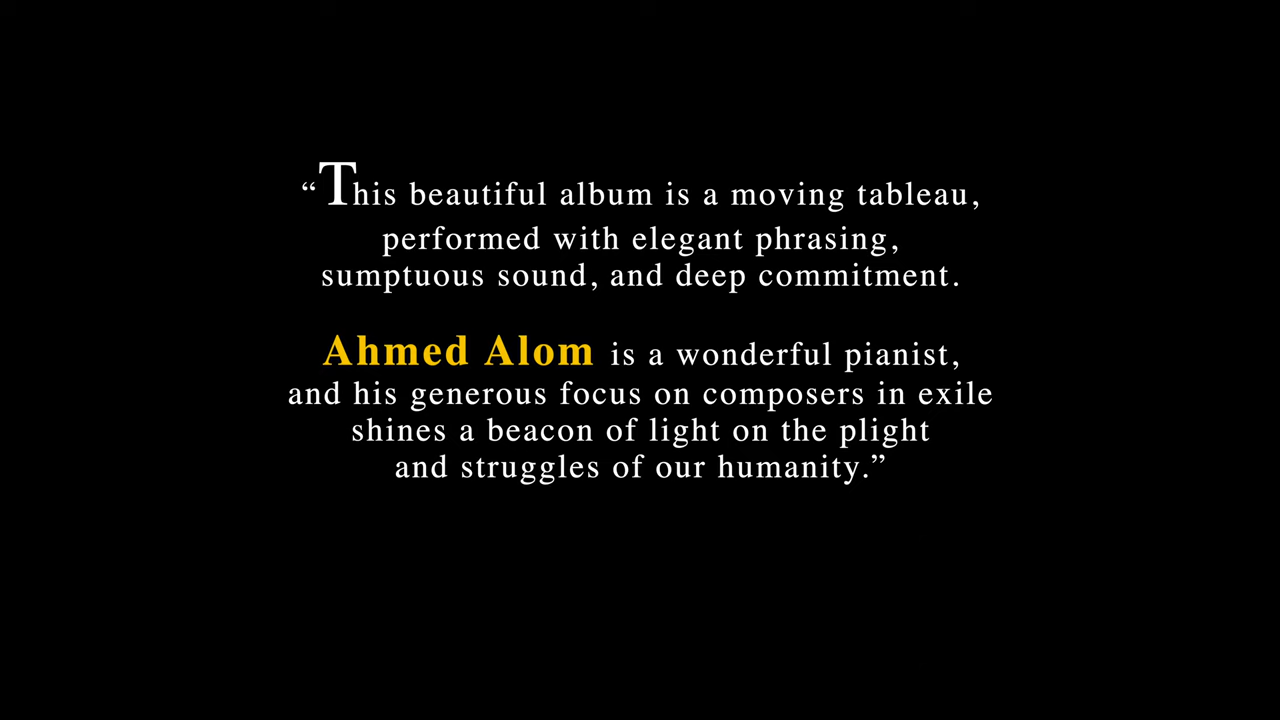 “This beautiful album is a moving tableau,
performed with elegant phrasing,
sumptuous sound, and deep commitment.
Ahmed Alom is a wonderful pianist,
and his generous focus on composers in exile
shines a beacon of light on the plight
and struggles of our humanity.”